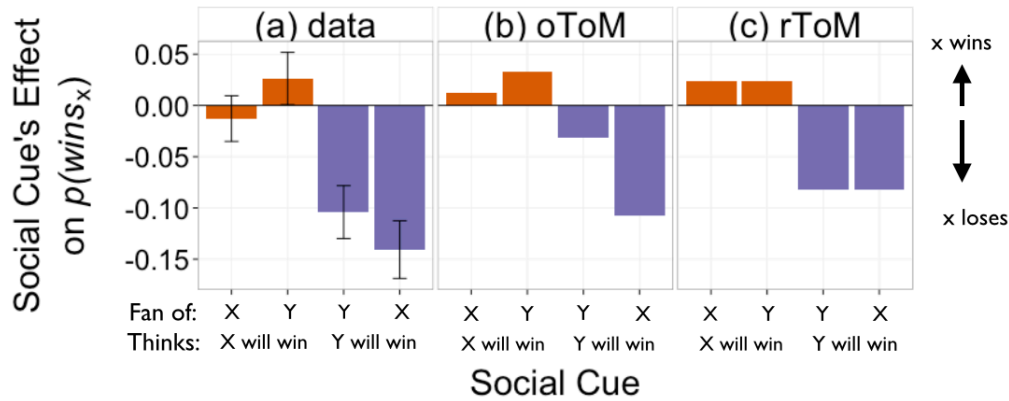 (a) data
(b) oToM
(c) rToM
Social Cue's Effect
on p(wins_x)
0.05
0.00
-0.05
-0.10
-0.15
x wins
x loses
Fan of: X Y Y X X Y Y X X Y Y X
Thinks: X will win Y will win X will win Y will win X will win Y will win
Social Cue